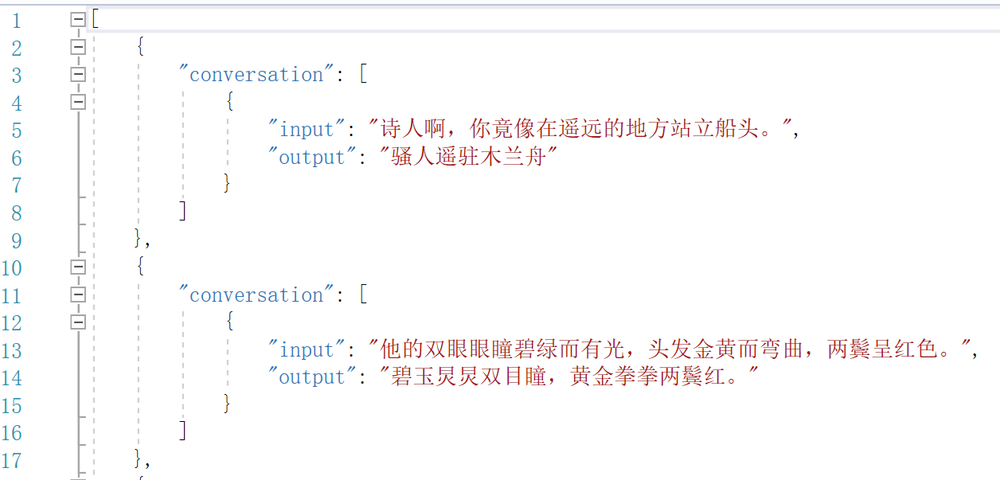 1 [
2 {
3 "conversation": [
4 {
5 "input": "诗人啊，你竟像在遥远的地方站立船头。",
6 "output": "骚人遥驻木兰舟"
7 }
8 ]
9 },
10 {
11 "conversation": [
12 {
13 "input": "他的双眼眼瞳碧绿而有光，头发金黄而弯曲，两鬓呈红色。",
14 "output": "碧玉炅炅双目瞳，黄金拳拳两鬓红。"
15 }
16 ]
17 },